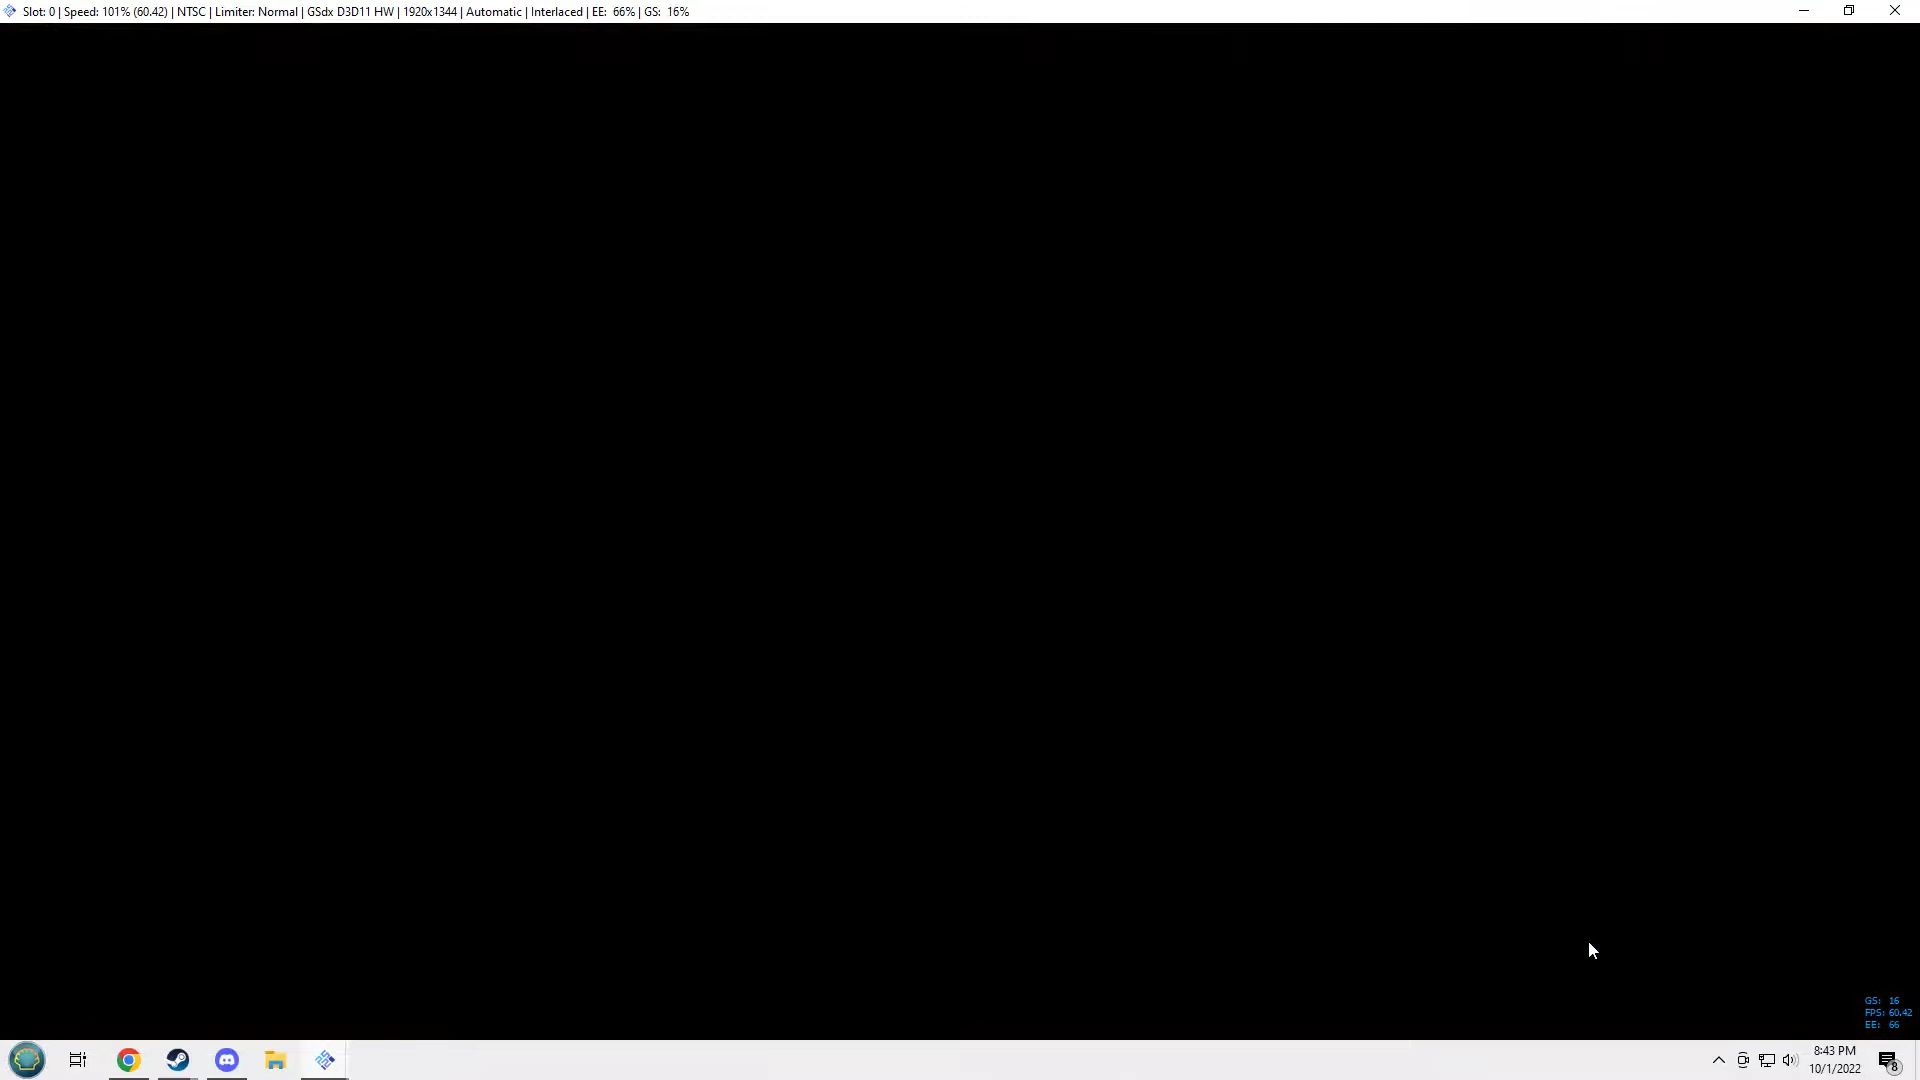 Slot: 0 | Speed: 101% (60.42) | NTSC | Limiter: Normal | GSdx D3D11 HW | 1920x1344 | Automatic | Interlaced | EE: 66% | GS: 16%
GS: 16
FPS: 60.42
EE: 66
8:43 PM
10/1/2022
8